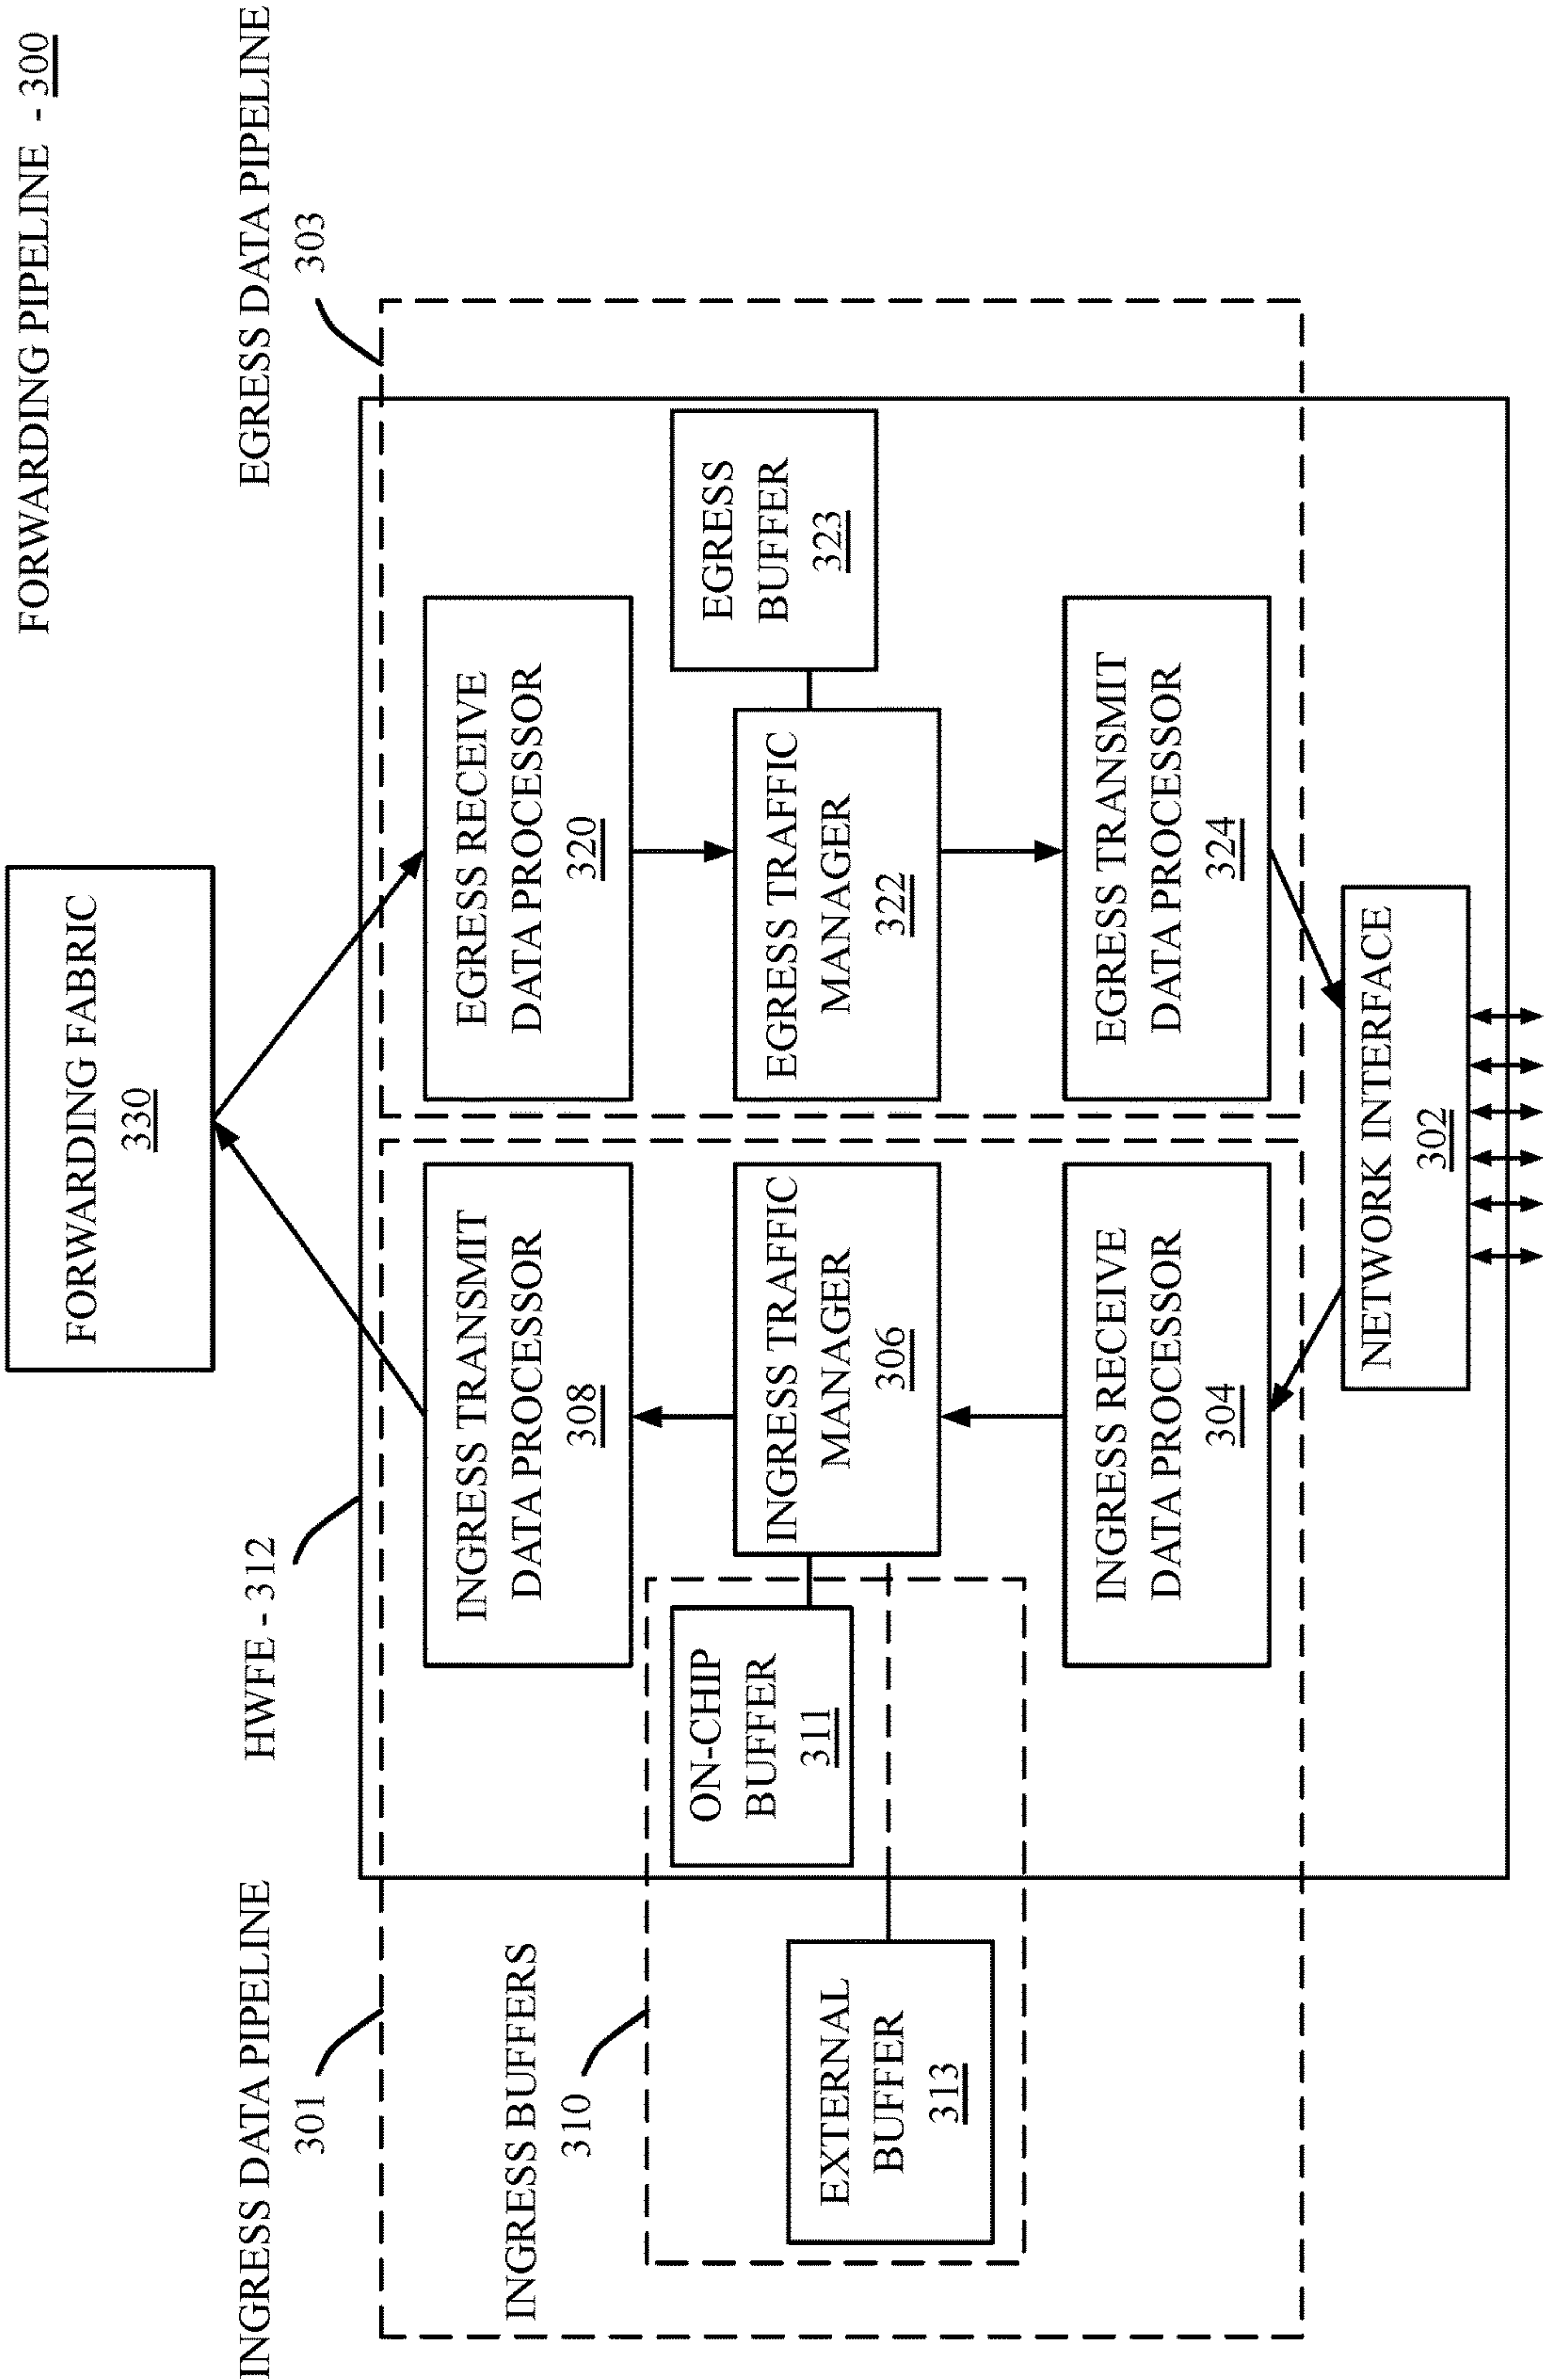 FORWARDING PIPELINE - 300
FORWARDING FABRIC
330
INGRESS DATA PIPELINE
301
HWFE - 312
EGRESS DATA PIPELINE
303
INGRESS BUFFERS
310
INGRESS TRANSMIT
DATA PROCESSOR
308
EGRESS RECEIVE
DATA PROCESSOR
320
ON-CHIP
BUFFER
311
EXTERNAL
BUFFER
313
INGRESS TRAFFIC
MANAGER
306
EGRESS TRAFFIC
MANAGER
322
EGRESS
BUFFER
323
INGRESS RECEIVE
DATA PROCESSOR
304
EGRESS TRANSMIT
DATA PROCESSOR
324
NETWORK INTERFACE
302